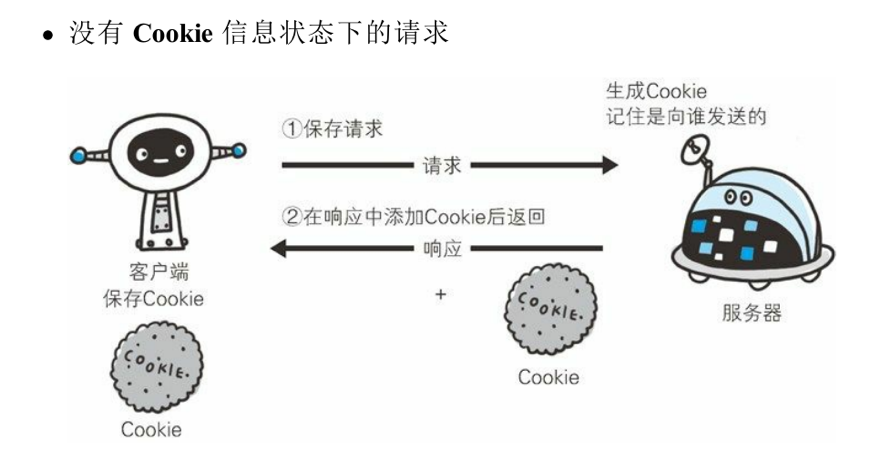 • 没有 Cookie 信息状态下的请求
生成Cookie
记住是向谁发送的
①保存请求
请求
②在响应中添加Cookie后返回
响应
客户端
保存Cookie
+
COOKIE.
服务器
Cookie
COOKIE.
Cookie